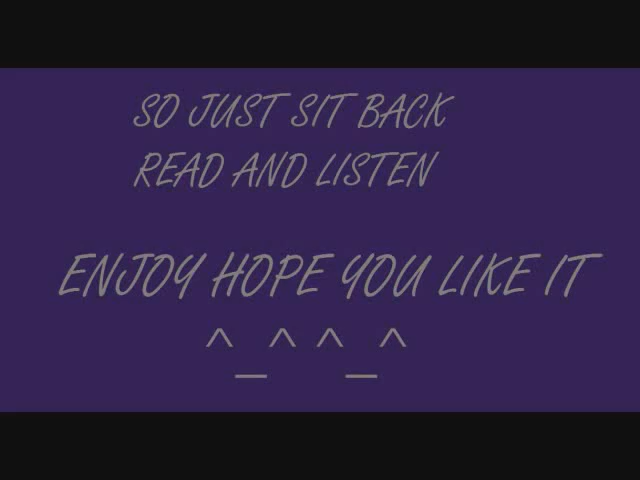 SO JUST SIT BACK
READ AND LISTEN
ENJOY HOPE YOU LIKE IT
^_^ ^_^